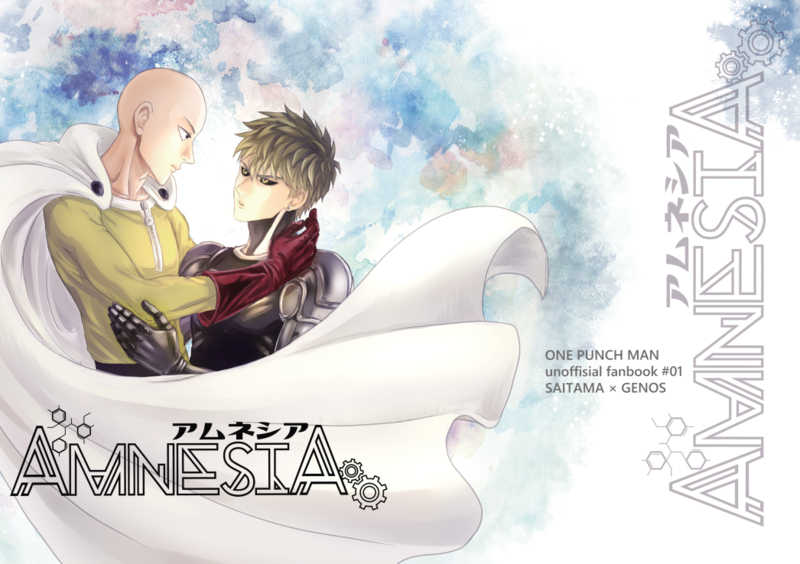 アムネシア
AMNESIA
ONE PUNCH MAN
unoffisial fanbook #01
SAITAMA × GENOS
アムネシア
AMNESIA